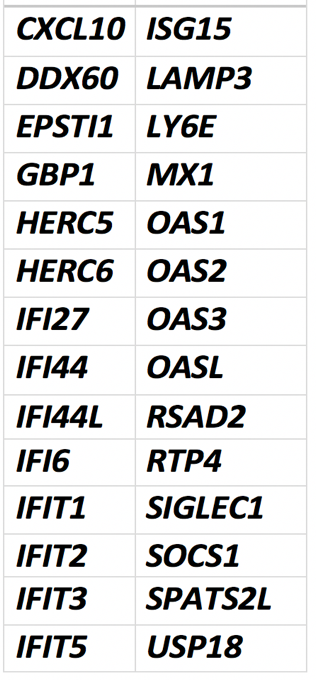 CXCL10 ISG15
DDX60 LAMP3
EPSTI1 LY6E
GBP1 MX1
HERC5 OAS1
HERC6 OAS2
IFI27 OAS3
IFI44 OASL
IFI44L RSAD2
IFI6 RTP4
IFIT1 SIGLEC1
IFIT2 SOCS1
IFIT3 SPATS2L
IFIT5 USP18